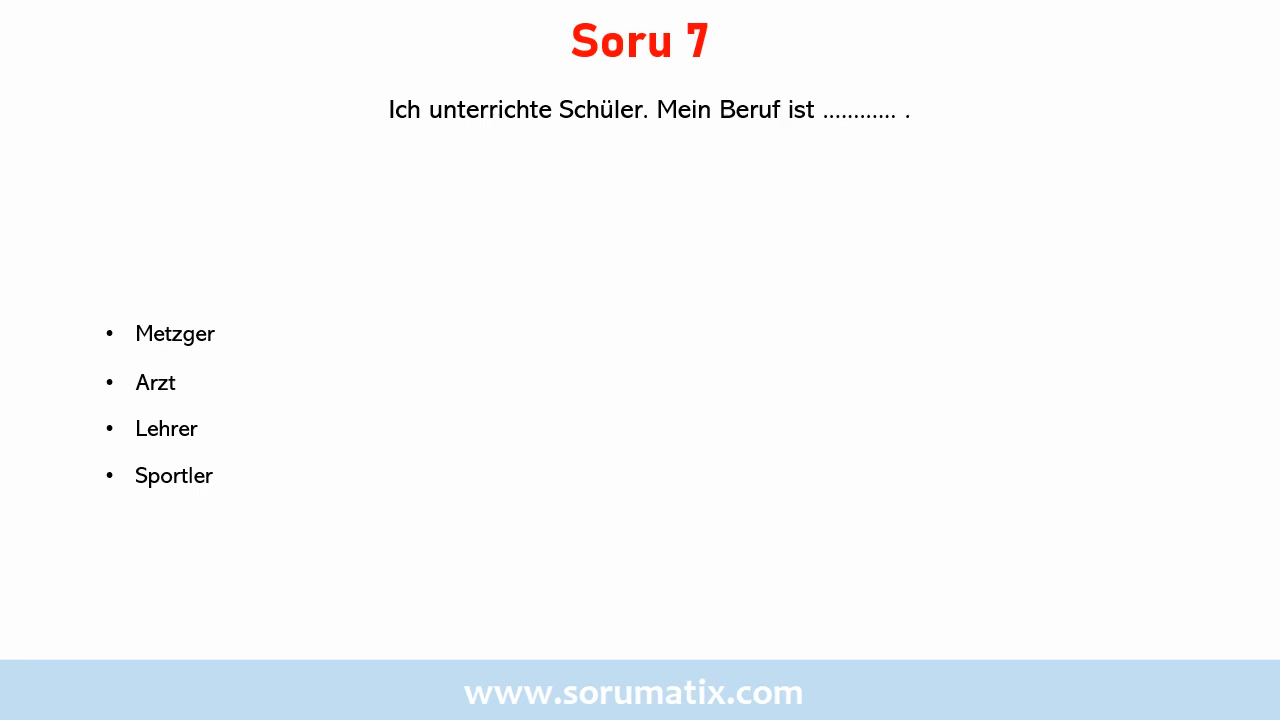 Soru 7
Ich unterrichte Schüler. Mein Beruf ist ............ .
• Metzger
• Arzt
• Lehrer
• Sportler
www.sorumatix.com